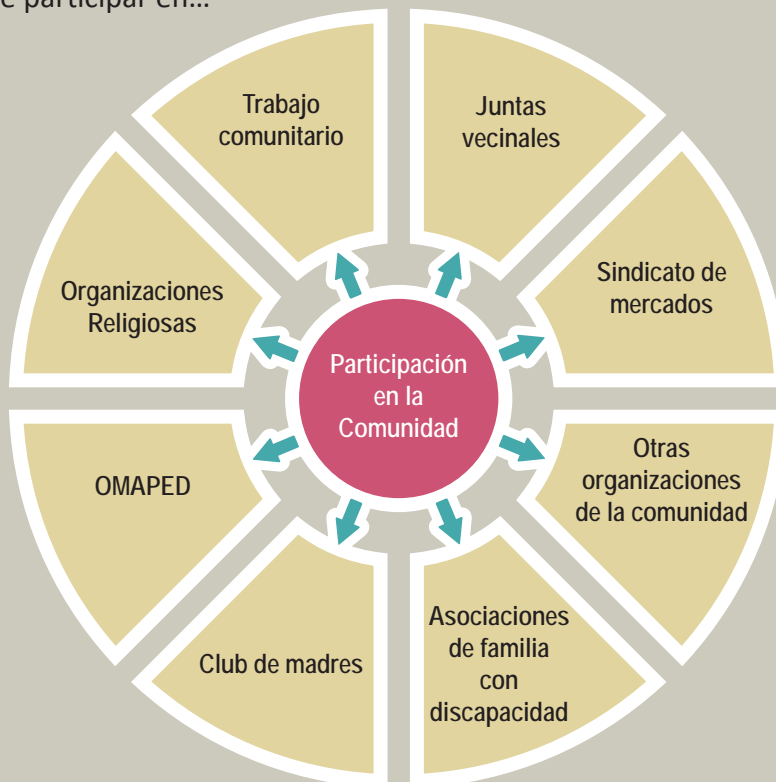 e participar en...
Trabajo
comunitario
Juntas
vecinales
Sindicato de
mercados
Organizaciones
Religiosas
Participación
en la
Comunidad
Otras
organizaciones
de la comunidad
OMAPED
Club de madres
Asociaciones
de familia
con
discapacidad